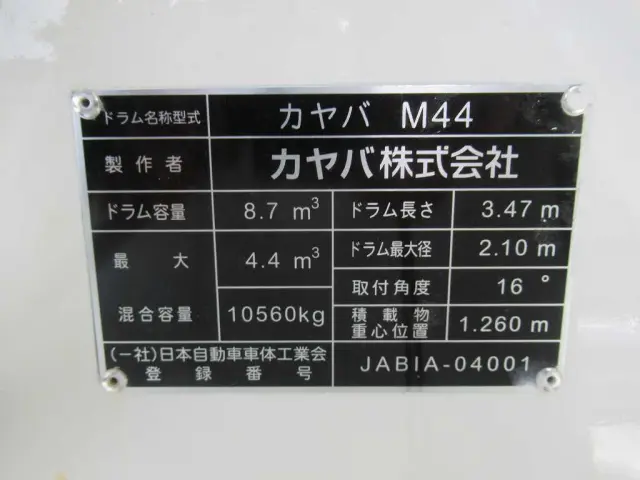 ドラム名称型式 カヤバ M44
製作者 カヤバ株式会社
ドラム容量 8.7 m³ ドラム長さ 3.47 m
最大 4.4 m³ ドラム最大径 2.10 m
取付角度 16°
混合容量 10560kg 積載物
重心位置 1.260 m
(一社)日本自動車車体工業会
登録番号 JABIA-04001